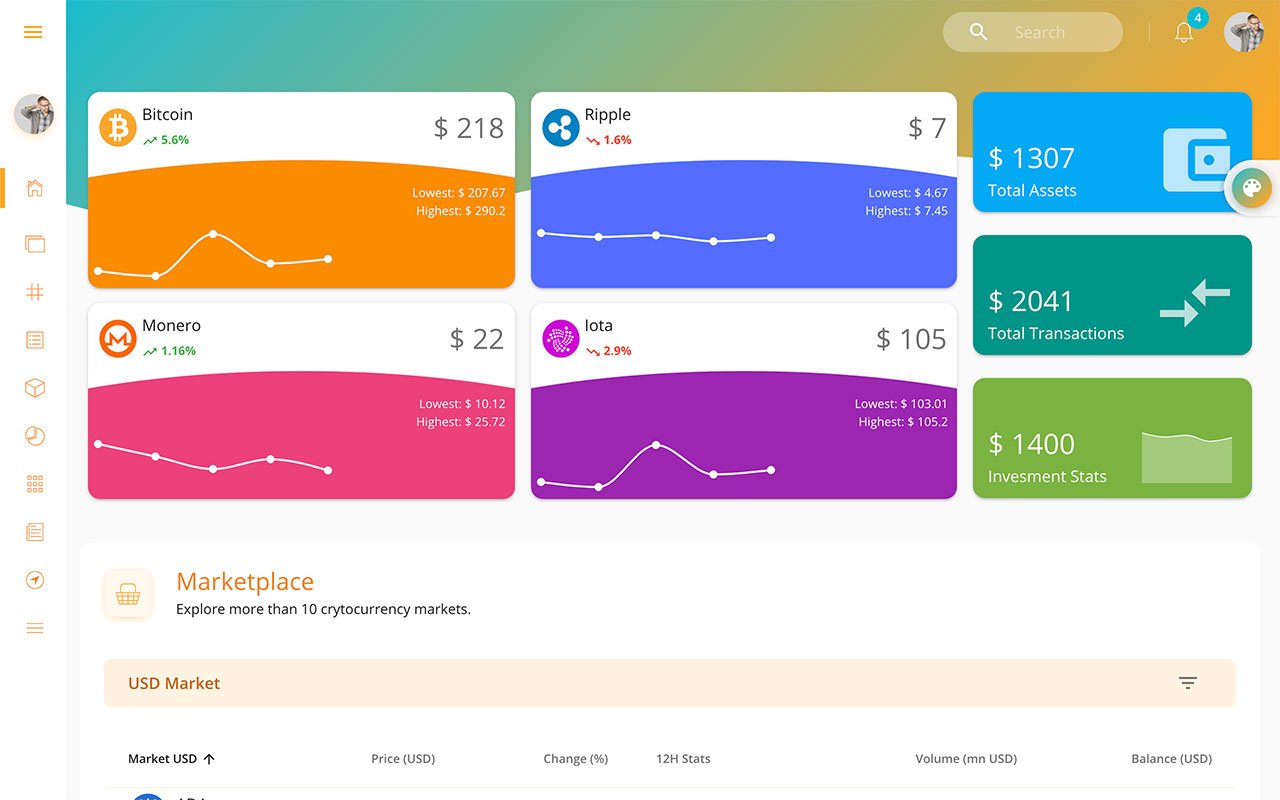 Search
4
Bitcoin
5.6%
$ 218
Lowest: $ 207.67
Highest: $ 290.2
Ripple
1.6%
$ 7
Lowest: $ 4.67
Highest: $ 7.45
$ 1307
Total Assets
$ 2041
Total Transactions
Monero
1.16%
$ 22
Lowest: $ 10.12
Highest: $ 25.72
Iota
2.9%
$ 105
Lowest: $ 103.01
Highest: $ 105.2
$ 1400
Invesment Stats
Marketplace
Explore more than 10 crytocurrency markets.
USD Market
Market USD Price (USD) Change (%) 12H Stats Volume (mn USD) Balance (USD)